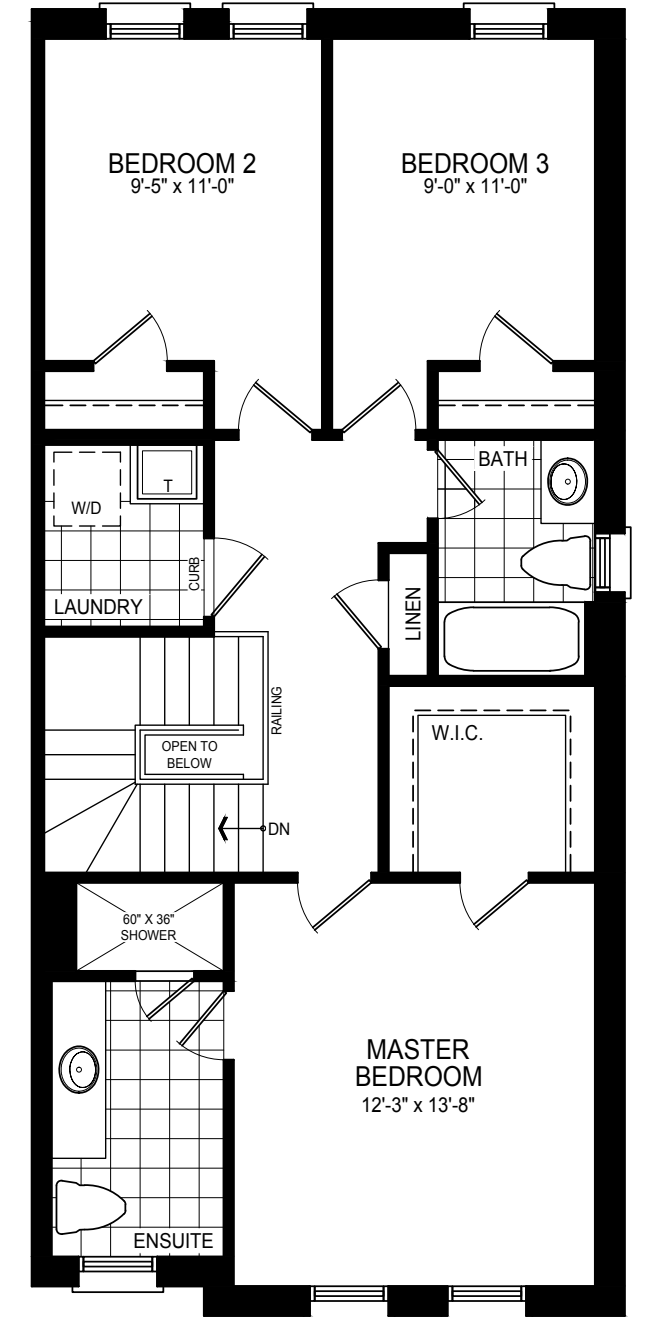 BEDROOM 2
9'-5" x 11'-0"
BEDROOM 3
9'-0" x 11'-0"
BATH
T
W/D
CURB
LAUNDRY
LINEN
RAILING
OPEN TO
BELOW
W.I.C.
DN
60" X 36"
SHOWER
MASTER
BEDROOM
12'-3" x 13'-8"
ENSUITE